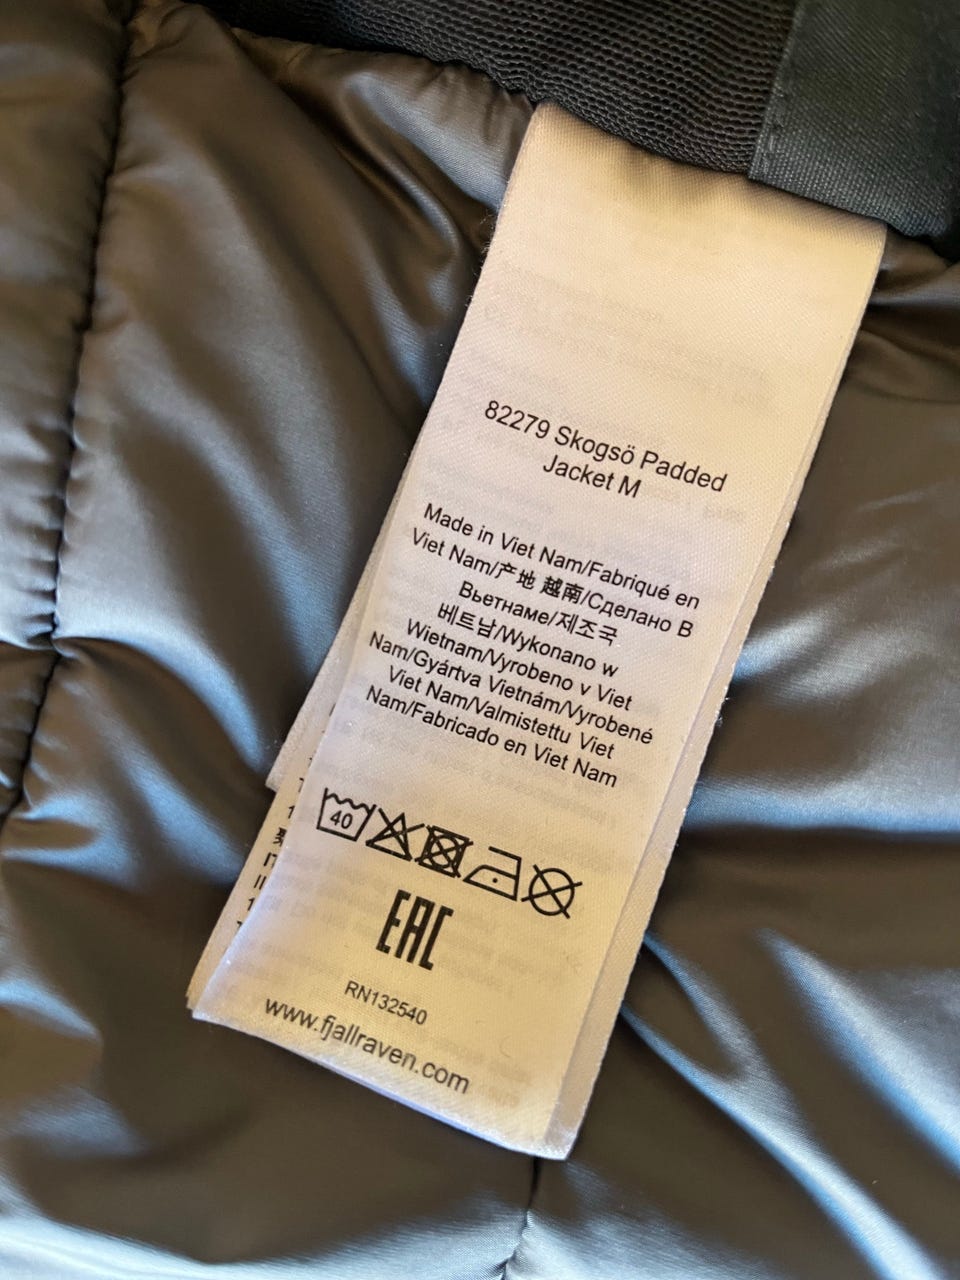 82279 Skogsö Padded
Jacket M
Made in Viet Nam/Fabriqué en
Viet Nam/产地 越南/Сделано В
Вьетнаме/제조국
베트남/Wykonano w
Wietnam/Vyrobeno v Viet
Nam/Gyártva Vietnám/Vyrobené
Viet Nam/Valmistettu Viet
Nam/Fabricado en Viet Nam
40
EAC
RN132540
www.fjallraven.com